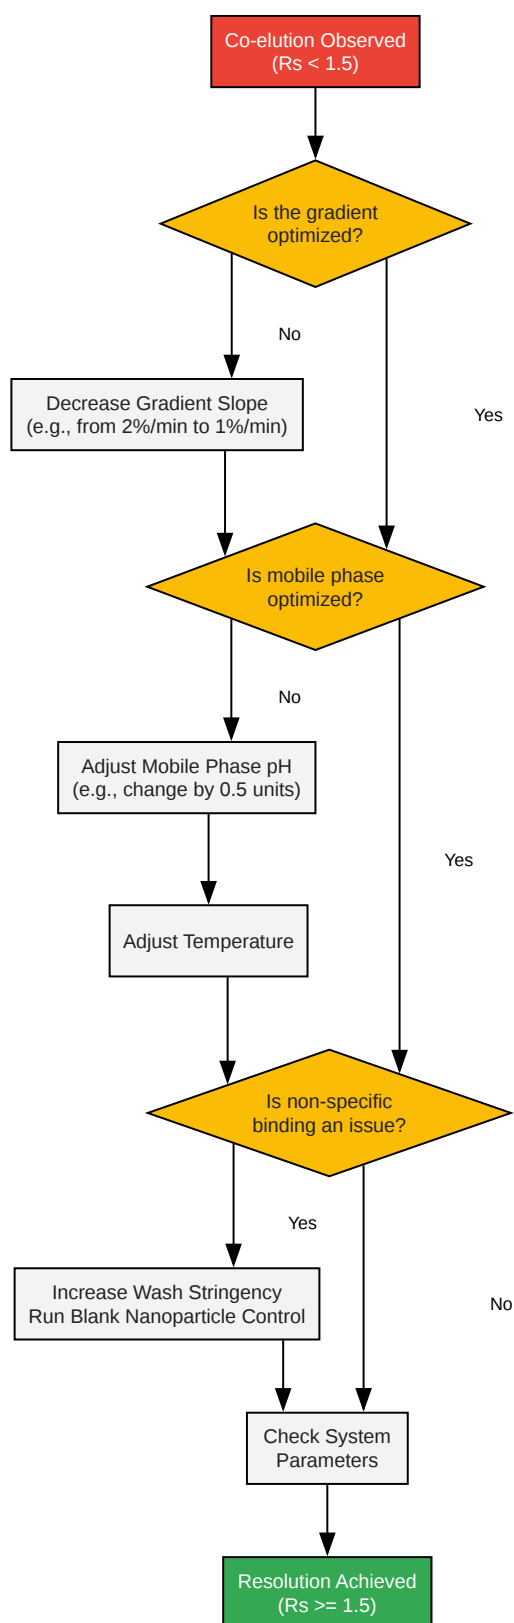 Co-elution Observed
(Rs < 1.5)
Is the gradient
optimized?
No
Decrease Gradient Slope
(e.g., from 2%/min to 1%/min)
Yes
Is mobile phase
optimized?
No
Adjust Mobile Phase pH
(e.g., change by 0.5 units)
Yes
Adjust Temperature
Is non-specific
binding an issue?
Yes
Increase Wash Stringency
Run Blank Nanoparticle Control
No
Check System
Parameters
Resolution Achieved
(Rs >= 1.5)